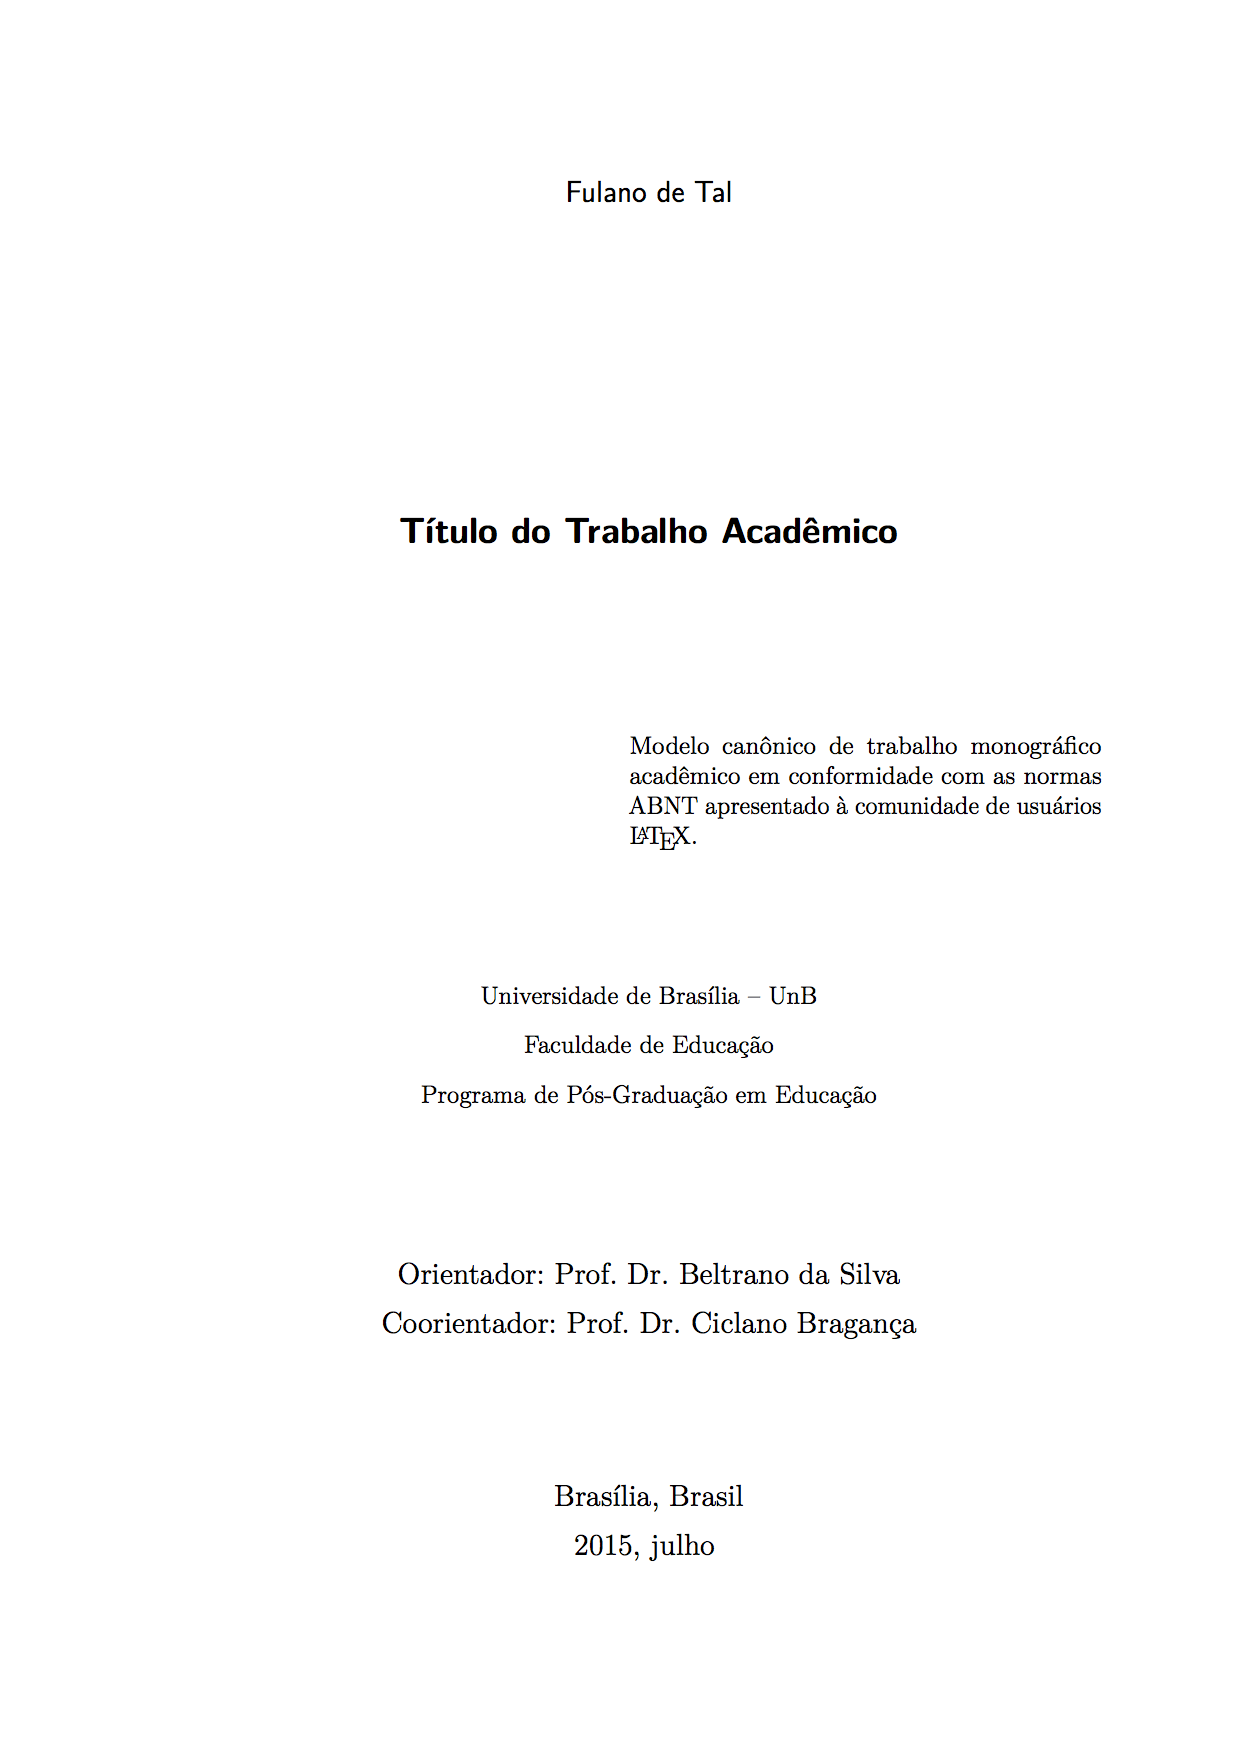 Fulano de Tal
Título do Trabalho Acadêmico
Modelo canônico de trabalho monográfico
acadêmico em conformidade com as normas
ABNT apresentado à comunidade de usuários
LATEX.
Universidade de Brasília – UnB
Faculdade de Educação
Programa de Pós-Graduação em Educação
Orientador: Prof. Dr. Beltrano da Silva
Coorientador: Prof. Dr. Ciclano Bragança
Brasília, Brasil
2015, julho